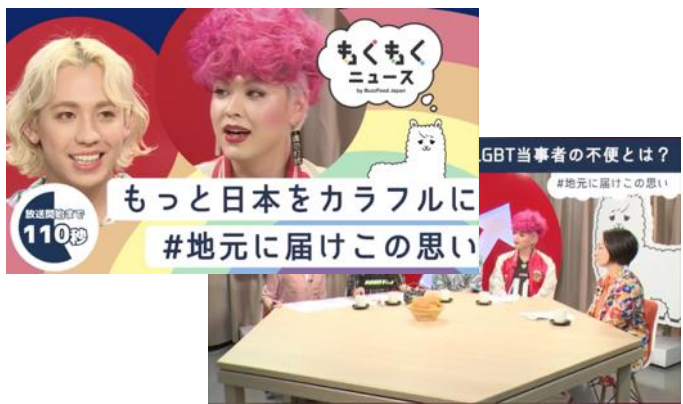 もぐもぐ
ニュース
by BuzzFeed Japan
もっと日本をカラフルに
放送開始まで
110秒
#地元に届けこの思い
LGBT当事者の不便とは？
#地元に届けこの思い